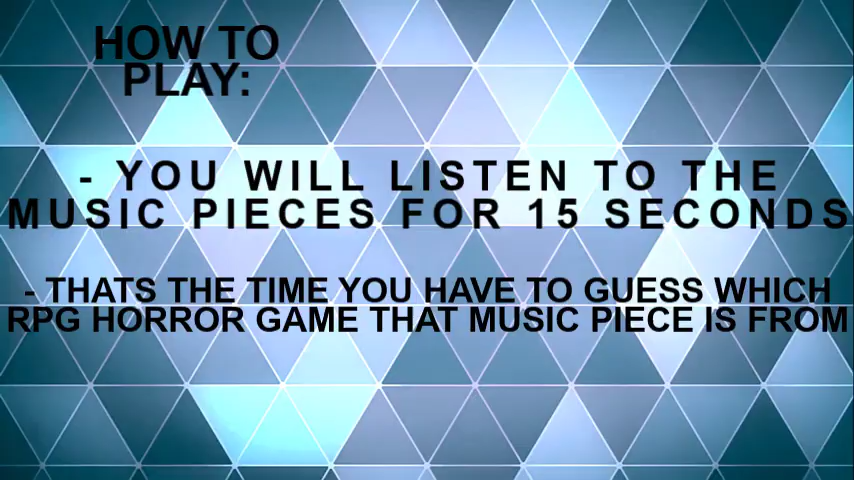 HOW TO
PLAY:
- YOU WILL LISTEN TO THE
MUSIC PIECES FOR 15 SECONDS
- THATS THE TIME YOU HAVE TO GUESS WHICH
RPG HORROR GAME THAT MUSIC PIECE IS FROM